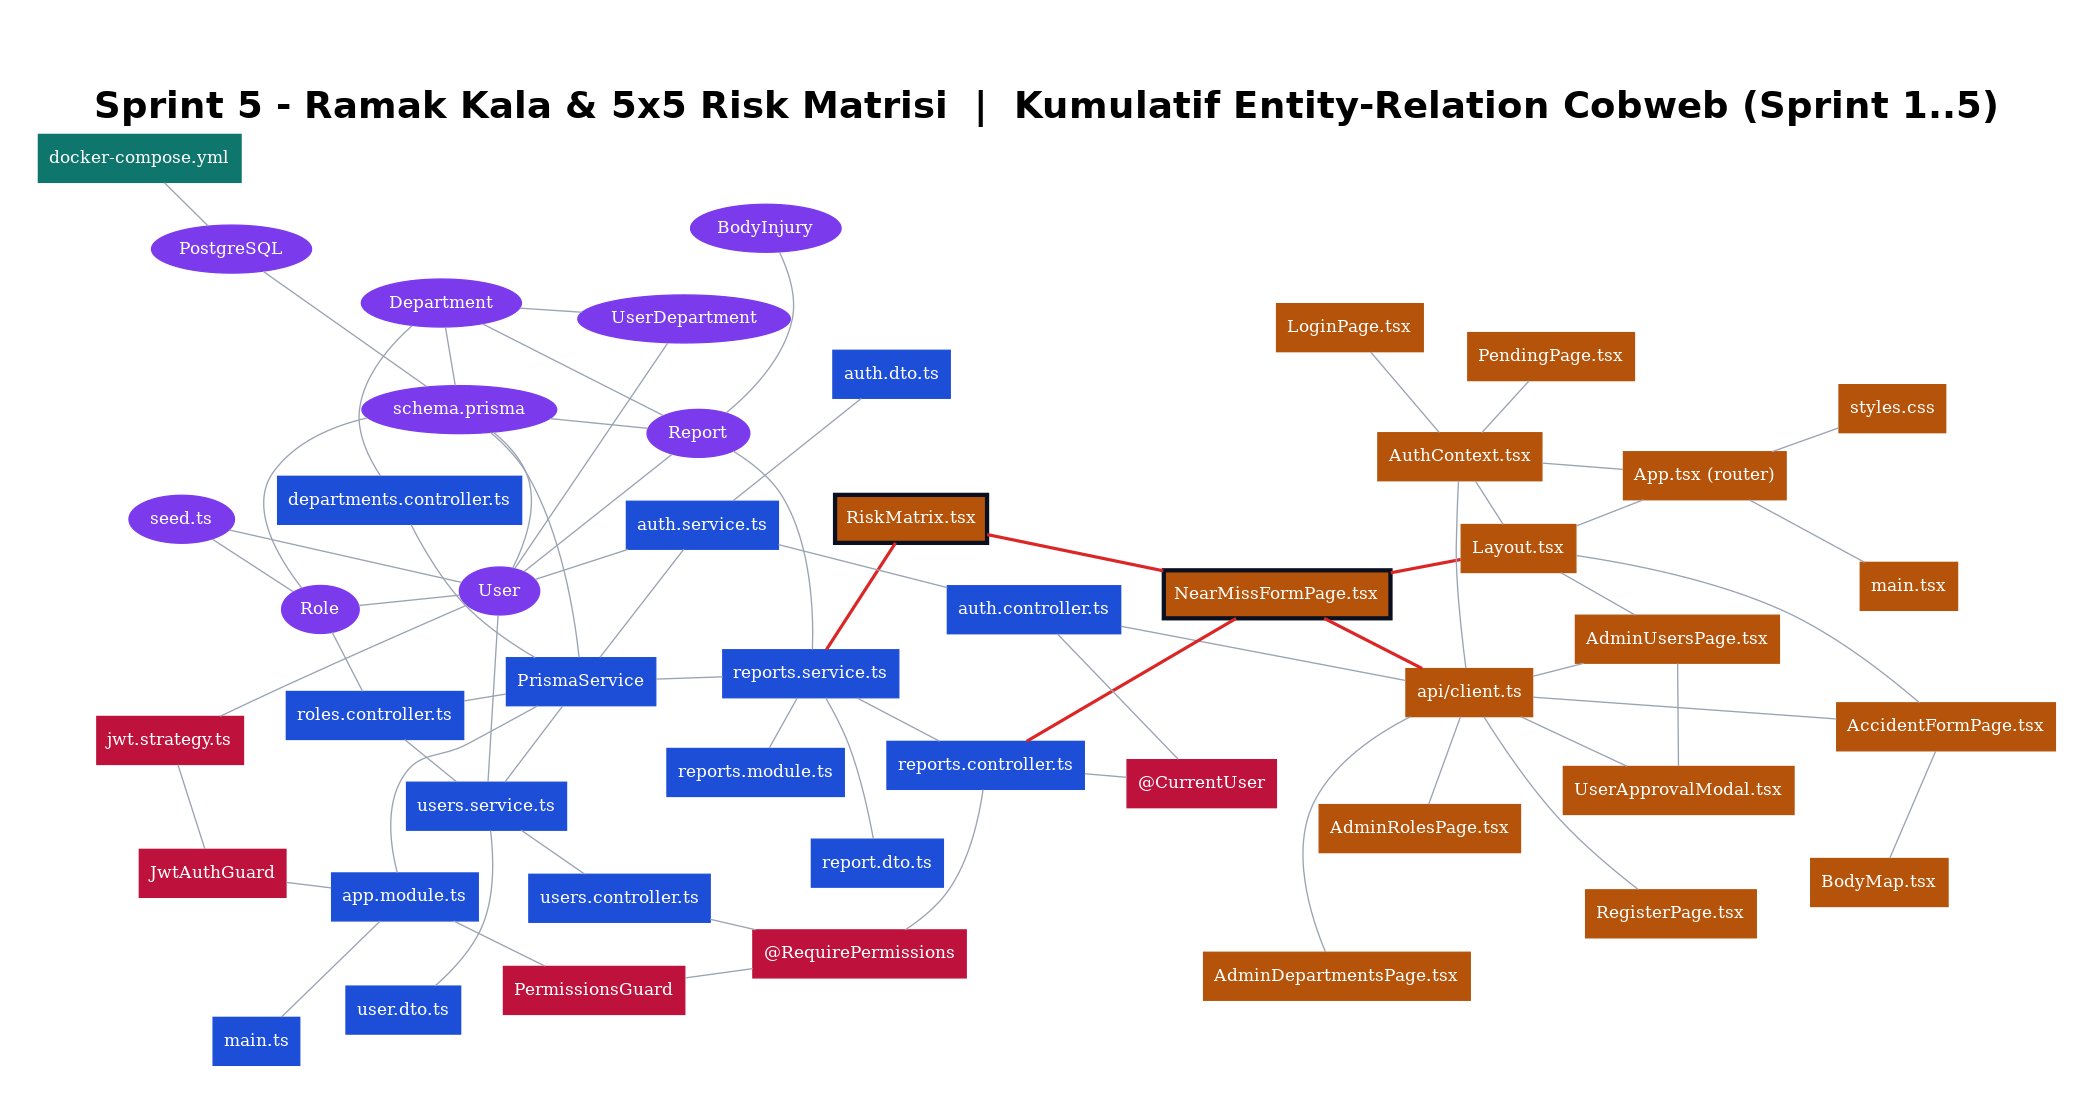 Sprint 5 - Ramak Kala & 5x5 Risk Matrisi | Kumulatif Entity-Relation Cobweb (Sprint 1..5)
docker-compose.yml
BodyInjury
PostgreSQL
Department
UserDepartment
LoginPage.tsx
PendingPage.tsx
auth.dto.ts
schema.prisma
styles.css
Report
AuthContext.tsx
App.tsx (router)
departments.controller.ts
seed.ts
auth.service.ts
RiskMatrix.tsx
Layout.tsx
main.tsx
User
NearMissFormPage.tsx
Role
auth.controller.ts
AdminUsersPage.tsx
PrismaService
reports.service.ts
api/client.ts
roles.controller.ts
AccidentFormPage.tsx
jwt.strategy.ts
reports.module.ts
reports.controller.ts
@CurrentUser
UserApprovalModal.tsx
users.service.ts
AdminRolesPage.tsx
JwtAuthGuard
report.dto.ts
BodyMap.tsx
app.module.ts
users.controller.ts
RegisterPage.tsx
@RequirePermissions
PermissionsGuard
AdminDepartmentsPage.tsx
user.dto.ts
main.ts